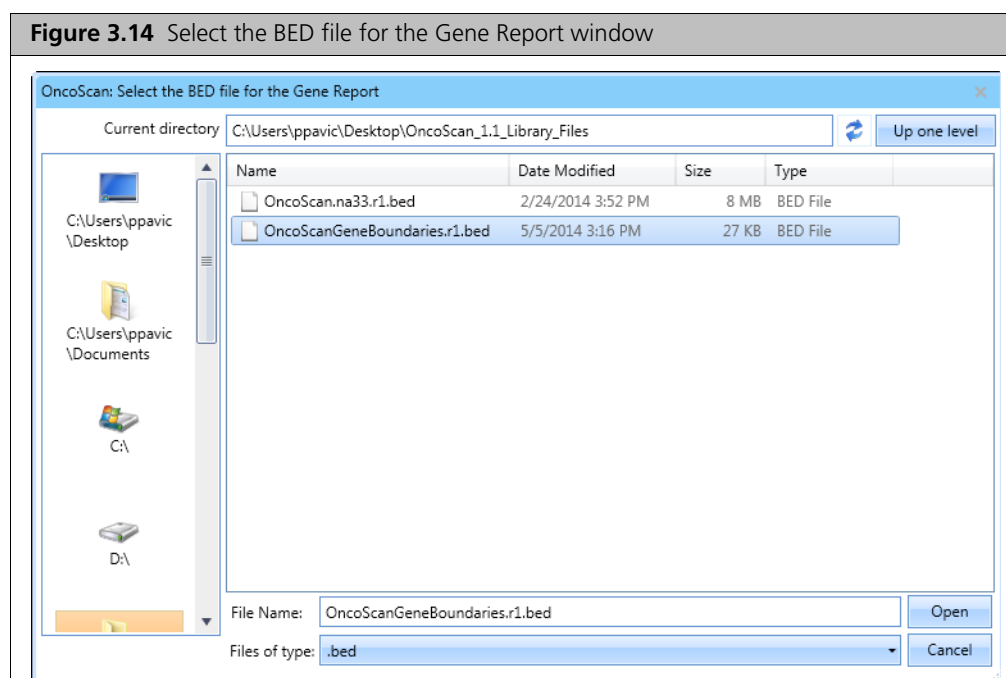 Figure 3.14 Select the BED file for the Gene Report window
OncoScan: Select the BED file for the Gene Report
Current directory C:\Users\ppavic\Desktop\OncoScan_1.1_Library_Files Up one level
Name Date Modified Size Type
OncoScan.na33.r1.bed 2/24/2014 3:52 PM 8 MB BED File
OncoScanGeneBoundaries.r1.bed 5/5/2014 3:16 PM 27 KB BED File
C:\Users\ppavic
\Desktop
C:\Users\ppavic
\Documents
C:\
D:\
File Name: OncoScanGeneBoundaries.r1.bed Open
Files of type: .bed Cancel